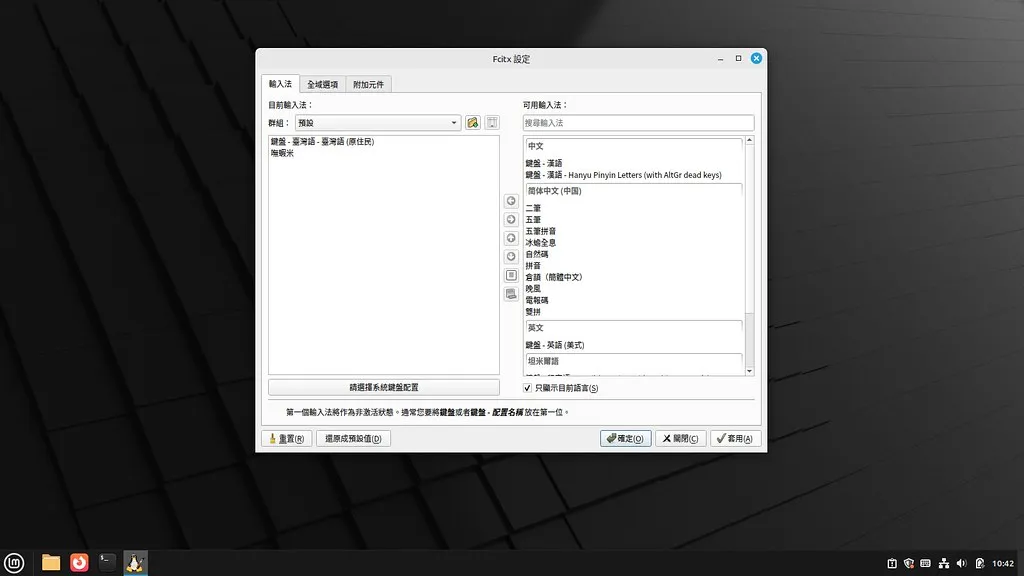 Fcitx 設定
輸入法
全域選項
附加元件
目前輸入法：
可用輸入法：
群組：
預設
搜尋輸入法
鍵盤 - 臺灣語 - 臺灣語 (原住民)
嘸蝦米
中文
鍵盤 - 漢語
鍵盤 - 漢語 - Hanyu Pinyin Letters (with AltGr dead keys)
简体中文 (中国)
二筆
五筆
五筆拼音
冰蟾全息
自然碼
拼音
倉頡（簡體中文）
晚風
電報碼
雙拼
英文
鍵盤 - 英語 (美式)
坦米爾語
請選擇系統鍵盤配置
只顯示目前語言(S)
第一個輸入法將作為非激活狀態。通常您要將鍵盤或者鍵盤 - 配置名稱 放在第一位。
重置(R)
還原成預設值(D)
確定(O)
關閉(C)
套用(A)
10:42